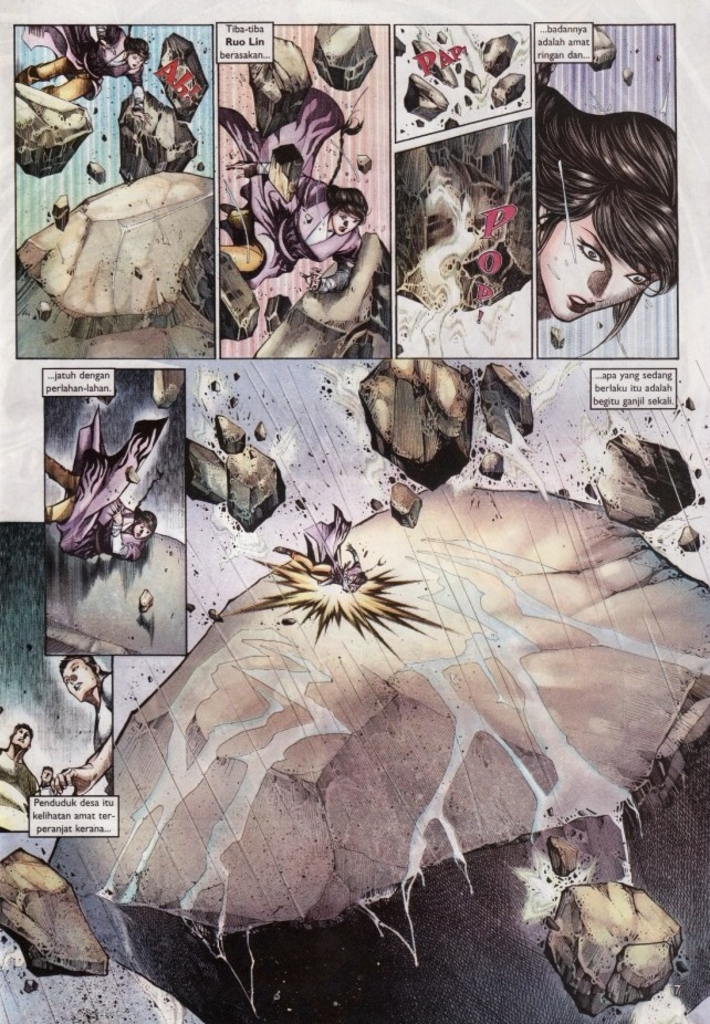 AH!
Tiba-tiba
Ruo Lin
berasakan...
PAP!
POP!
...badannya
adalah amat
ringan dan...
...jatuh dengan
perlahan-lahan.
...apa yang sedang
berlaku itu adalah
begitu ganjil sekali.
Penduduk desa itu
kelihatan amat ter-
peranjat kerana...
7